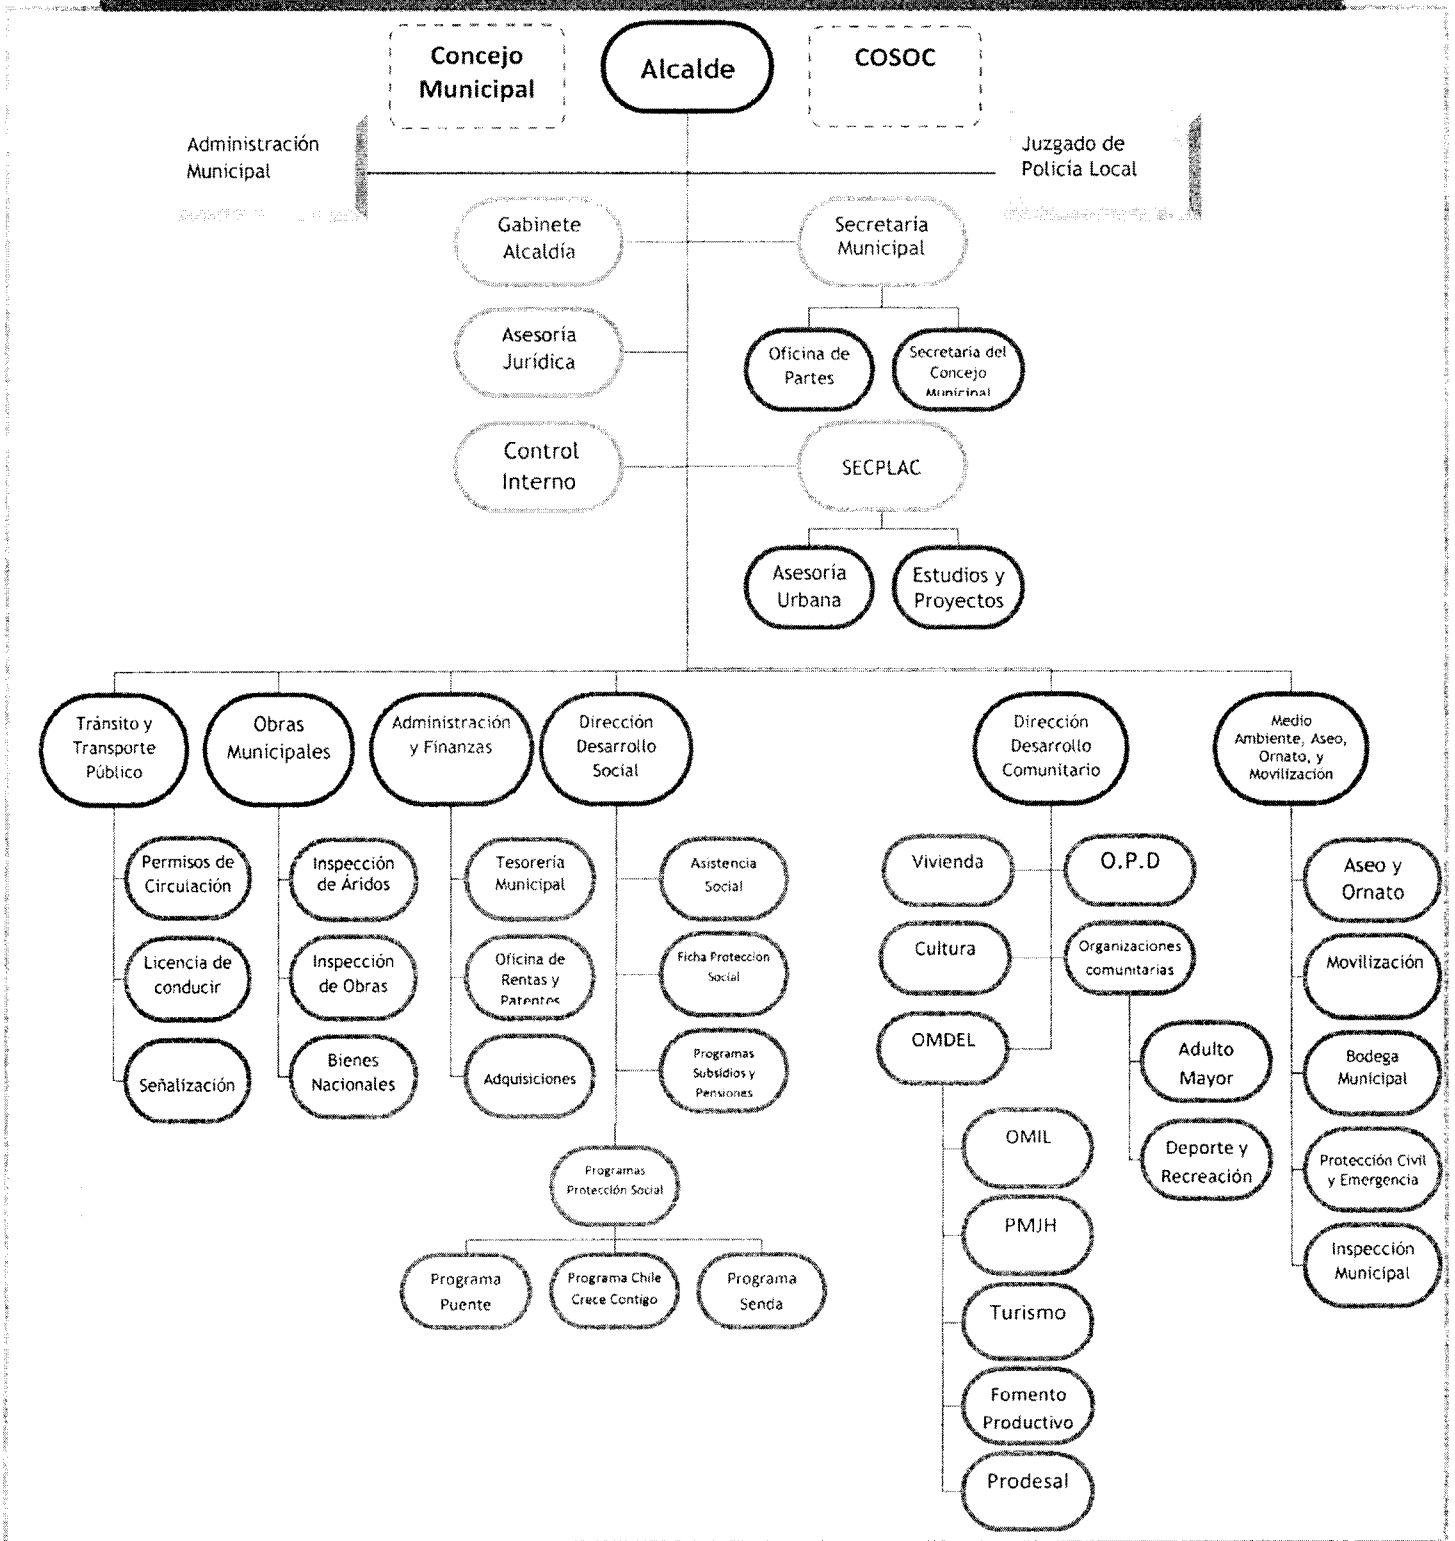 Concejo
Municipal
Alcalde
COSOC
Administración
Municipal
Juzgado de
Policía Local
Gabinete
Alcaldía
Secretaría
Municipal
Asesoría
Jurídica
Oficina de
Partes
Secretaría del
Concejo
Municipal
Control
Interno
SECPLAC
Asesoría
Urbana
Estudios y
Proyectos
Tránsito y
Transporte
Público
Obras
Municipales
Administración
y Finanzas
Dirección
Desarrollo
Social
Dirección
Desarrollo
Comunitario
Medio
Ambiente, Aseo,
Ornato, y
Movilización
Permisos de
Circulación
Licencia de
conducir
Señalización
Inspección
de Áridos
Inspección
de Obras
Bienes
Nacionales
Tesorería
Municipal
Oficina de
Rentas y
Patentes
Adquisiciones
Asistencia
Social
Ficha Protección
Social
Programas
Subsidios y
Pensiones
Programas
Protección Social
Programa
Puente
Programa Chile
Crece Contigo
Programa
Senda
Vivienda
O.P.D
Cultura
Organizaciones
comunitarias
OMDEL
Adulto
Mayor
Deporte y
Recreación
OMIL
PMJH
Turismo
Fomento
Productivo
Prodesal
Aseo y
Ornato
Movilización
Bodega
Municipal
Protección Civil
y Emergencia
Inspección
Municipal